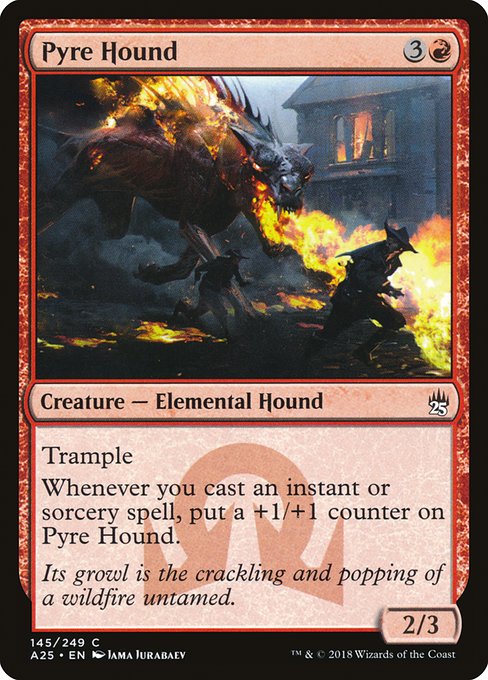 Pyre Hound 3
Creature — Elemental Hound
25
Trample
Whenever you cast an instant or
sorcery spell, put a +1/+1 counter on
Pyre Hound.
Its growl is the crackling and popping of
a wildfire untamed.
2/3
145/249 C
A25 • EN Jama Jurabaev
™ & © 2018 Wizards of the Coast